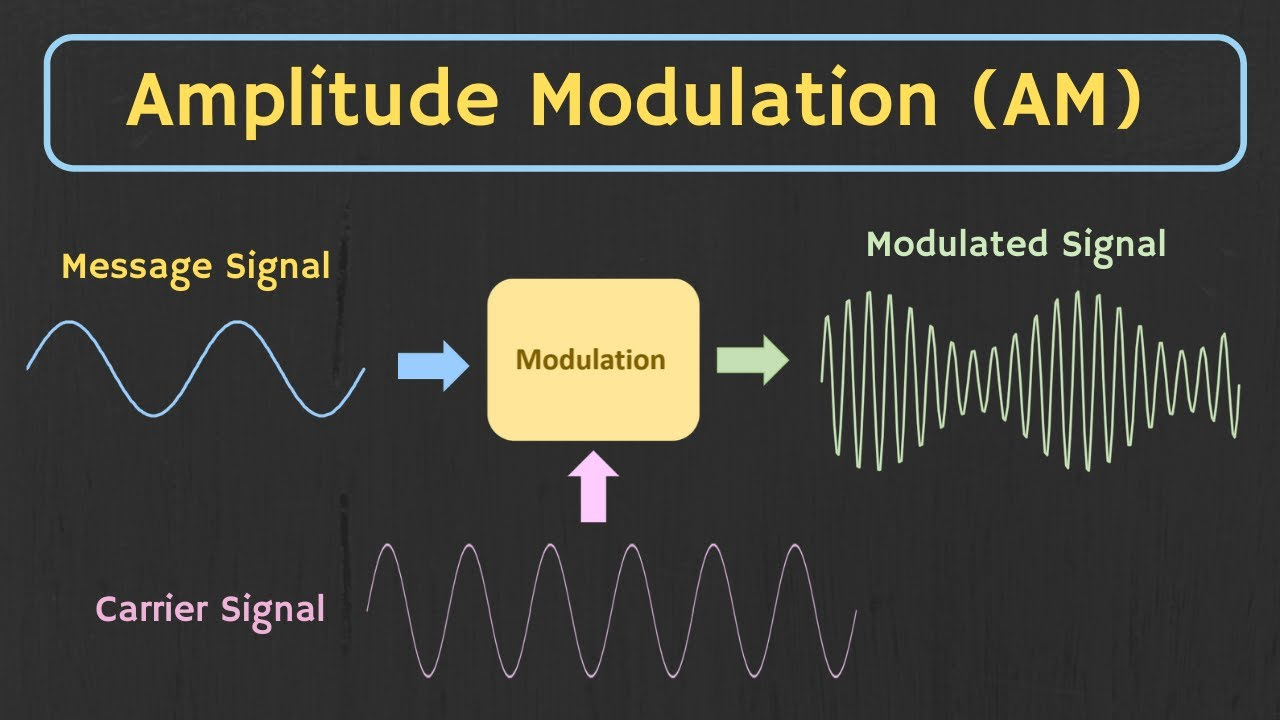 Amplitude Modulation (AM)
Message Signal
Modulated Signal
Modulation
Carrier Signal